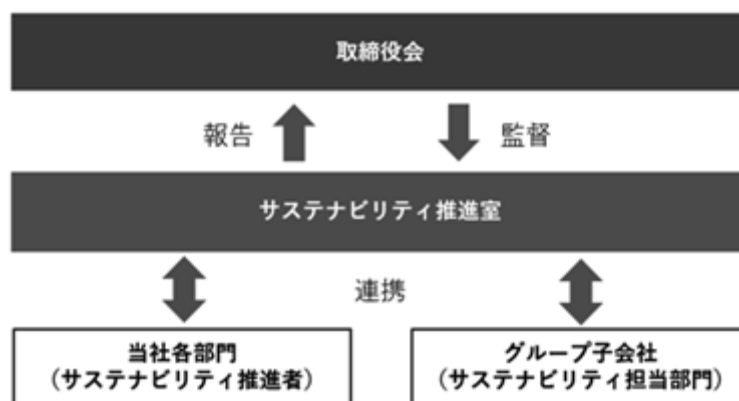 取締役会
報告
監督
サステナビリティ推進室
連携
当社各部門
（サステナビリティ推進者）
グループ子会社
（サステナビリティ担当部門）